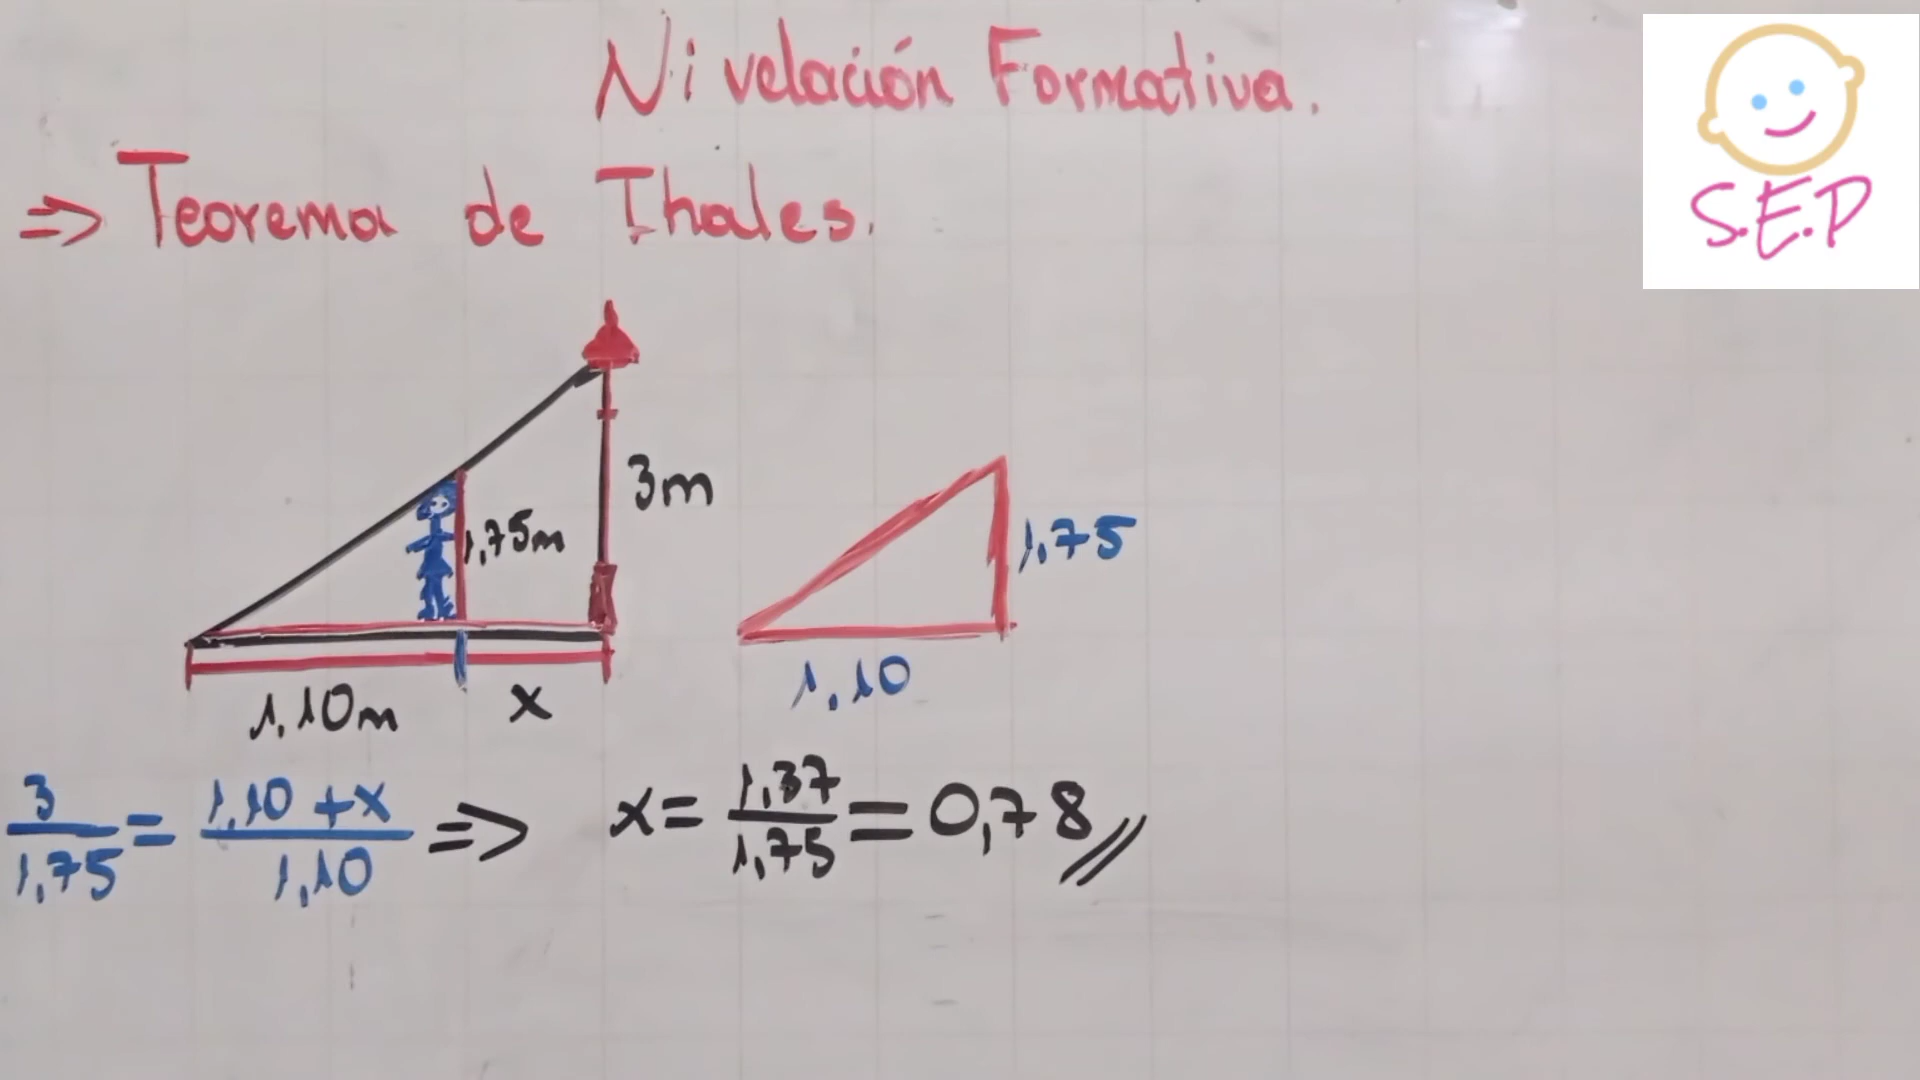 Nivelación Formativa.
S.E.P
⇒ Teorema de Thales.
3m
1,75m
1,75
1,10m
x
1,10
3/1,75 = 1,10 + x/1,10 ⇒ x = 1,37/1,75 = 0,78